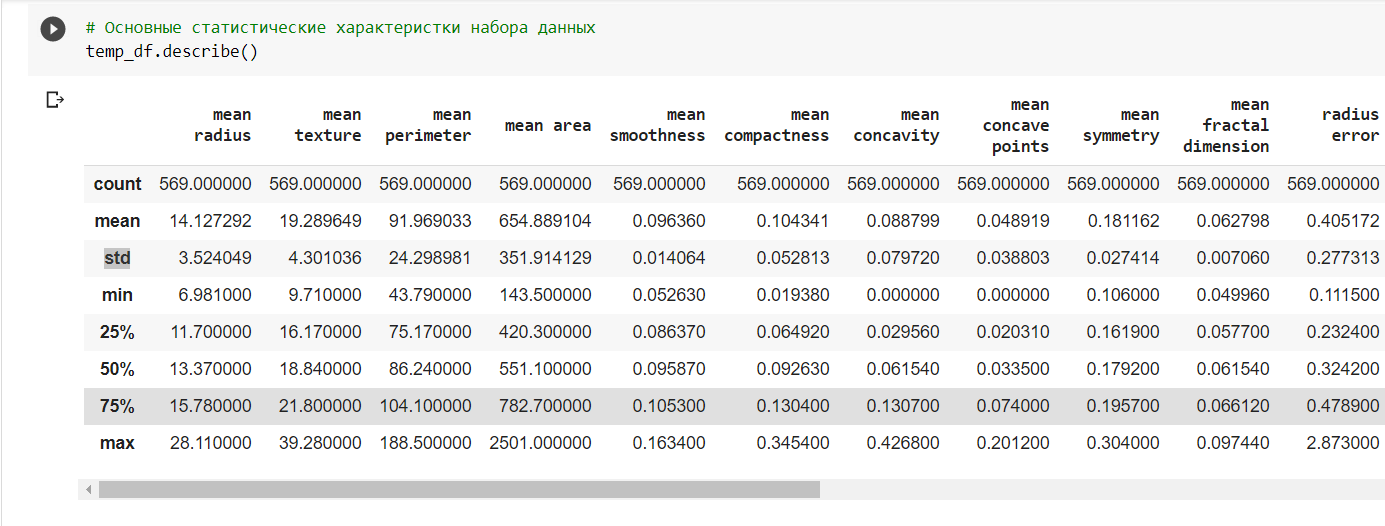 # Основные статистические характеристки набора данных
temp_df.describe()
mean radius mean texture mean perimeter mean area mean smoothness mean compactness mean concavity mean concave points mean symmetry mean fractal dimension radius error
count 569.000000 569.000000 569.000000 569.000000 569.000000 569.000000 569.000000 569.000000 569.000000 569.000000 569.000000
mean 14.127292 19.289649 91.969033 654.889104 0.096360 0.104341 0.088799 0.048919 0.181162 0.062798 0.405172
std 3.524049 4.301036 24.298981 351.914129 0.014064 0.052813 0.079720 0.038803 0.027414 0.007060 0.277313
min 6.981000 9.710000 43.790000 143.500000 0.052630 0.019380 0.000000 0.000000 0.106000 0.049960 0.111500
25% 11.700000 16.170000 75.170000 420.300000 0.086370 0.064920 0.029560 0.020310 0.161900 0.057700 0.232400
50% 13.370000 18.840000 86.240000 551.100000 0.095870 0.092630 0.061540 0.033500 0.179200 0.061540 0.324200
75% 15.780000 21.800000 104.100000 782.700000 0.105300 0.130400 0.130700 0.074000 0.195700 0.066120 0.478900
max 28.110000 39.280000 188.500000 2501.000000 0.163400 0.345400 0.426800 0.201200 0.304000 0.097440 2.873000